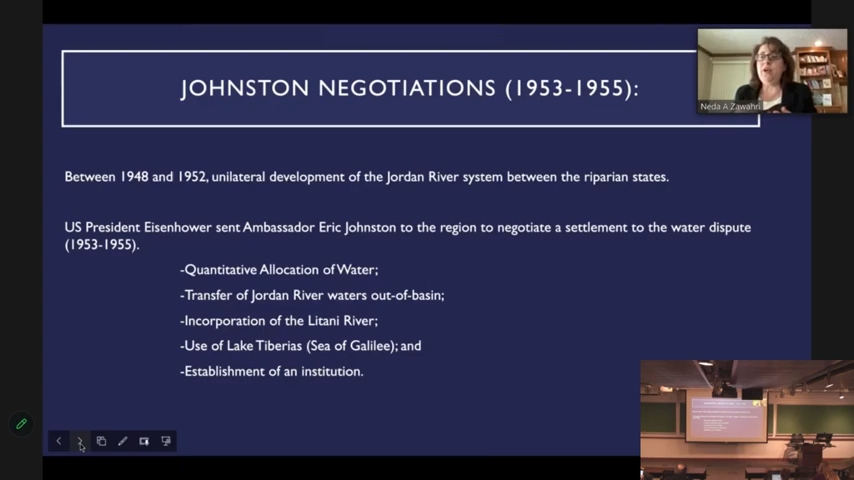 JOHNSTON NEGOTIATIONS (1953-1955):
Neda A Zawahri
Between 1948 and 1952, unilateral development of the Jordan River system between the riparian states.
US President Eisenhower sent Ambassador Eric Johnston to the region to negotiate a settlement to the water dispute
(1953-1955).
-Quantitative Allocation of Water;
-Transfer of Jordan River waters out-of-basin;
-Incorporation of the Litani River;
-Use of Lake Tiberias (Sea of Galilee); and
-Establishment of an institution.